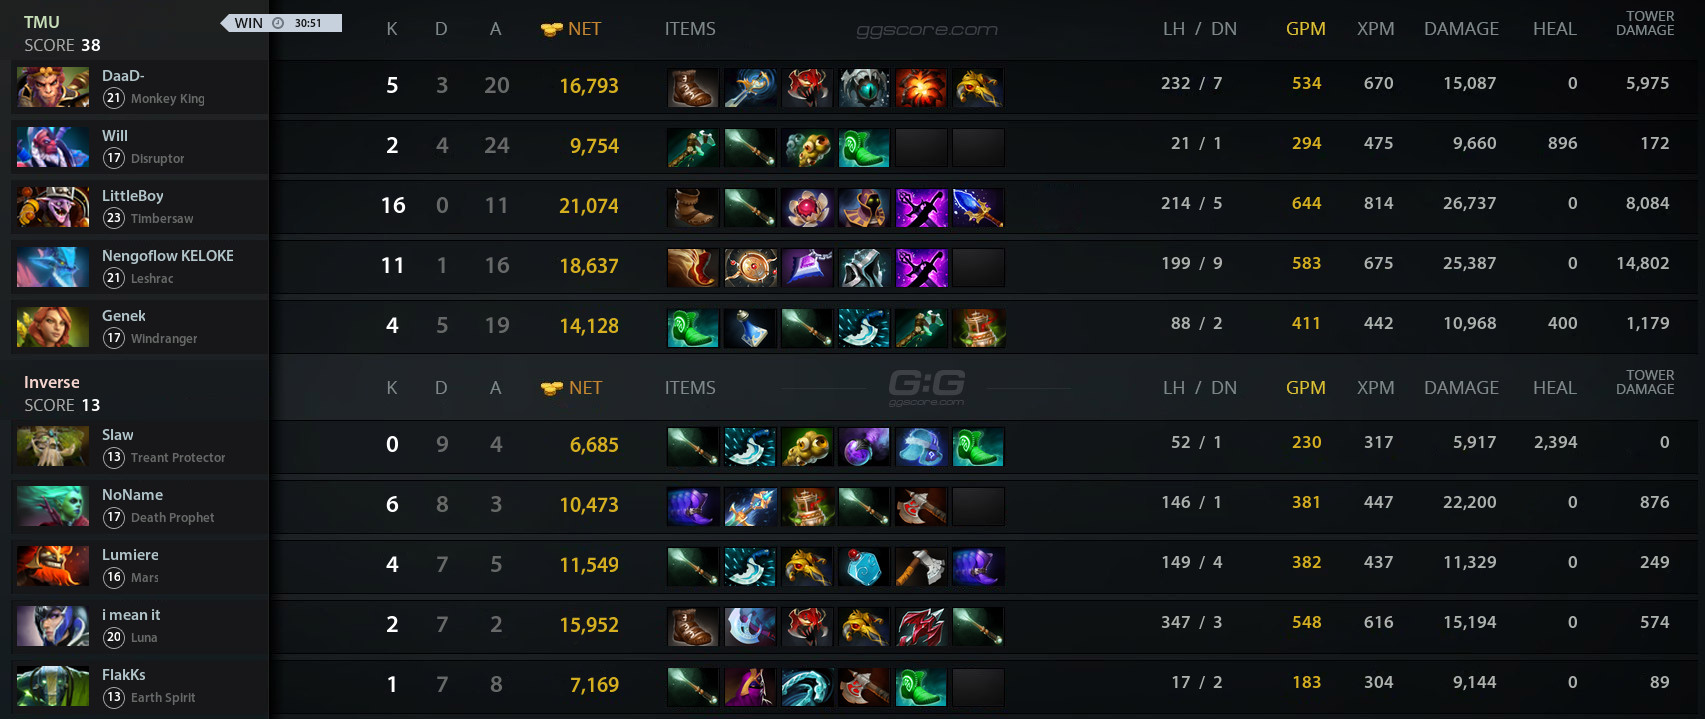 TMU WIN 30:51
SCORE 38 K D A NET ITEMS ggscore.com LH / DN GPM XPM DAMAGE HEAL TOWER DAMAGE
DaaD- 21 Monkey King 5 3 20 16,793 232 / 7 534 670 15,087 0 5,975
Will 17 Disruptor 2 4 24 9,754 21 / 1 294 475 9,660 896 172
LittleBoy 23 Timbersaw 16 0 11 21,074 214 / 5 644 814 26,737 0 8,084
Nengoflow KELOKE 21 Leshrac 11 1 16 18,637 199 / 9 583 675 25,387 0 14,802
Genek 17 Windranger 4 5 19 14,128 88 / 2 411 442 10,968 400 1,179
Inverse
SCORE 13 K D A NET ITEMS G:G ggscore.com LH / DN GPM XPM DAMAGE HEAL TOWER DAMAGE
Slaw 13 Treant Protector 0 9 4 6,685 52 / 1 230 317 5,917 2,394 0
NoName 17 Death Prophet 6 8 3 10,473 146 / 1 381 447 22,200 0 876
Lumiere 16 Mars 4 7 5 11,549 149 / 4 382 437 11,329 0 249
i mean it 20 Luna 2 7 2 15,952 347 / 3 548 616 15,194 0 574
FlakKs 13 Earth Spirit 1 7 8 7,169 17 / 2 183 304 9,144 0 89